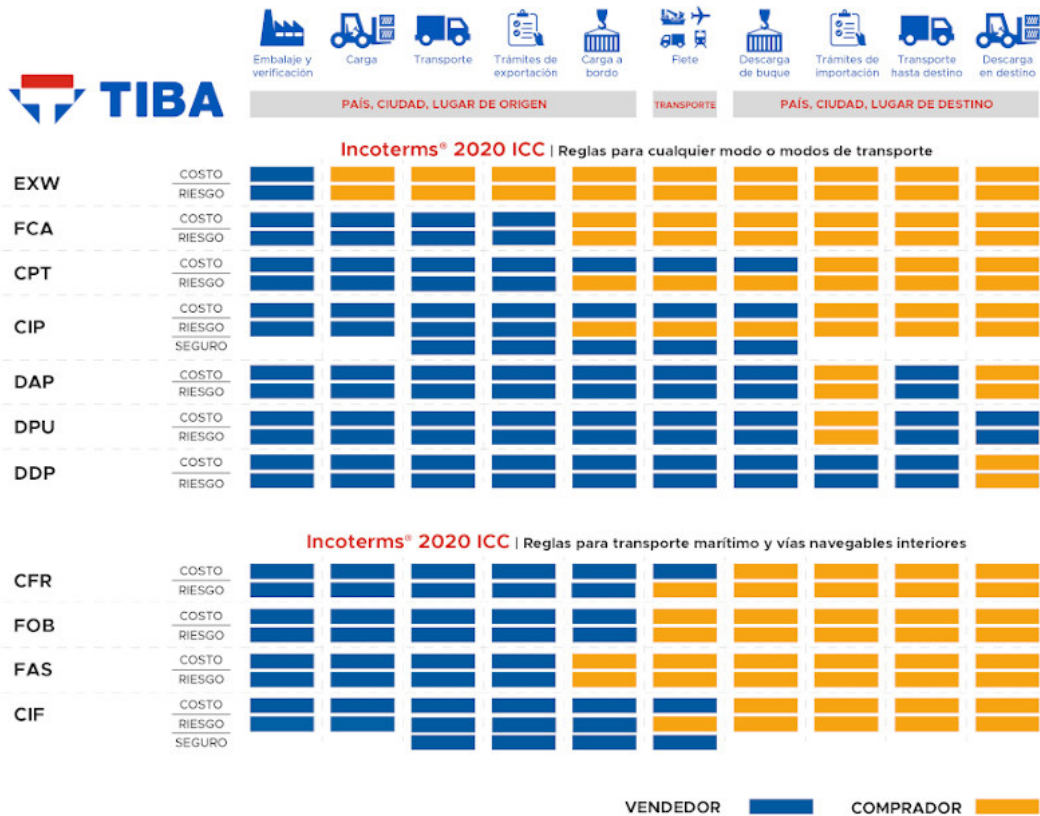 Embalaje y verificación
Carga
Transporte
Trámites de exportación
Carga a bordo
Flete
Descarga de buque
Trámites de importación
Transporte hasta destino
Descarga en destino
TIBA
PAÍS, CIUDAD, LUGAR DE ORIGEN
TRANSPORTE
PAÍS, CIUDAD, LUGAR DE DESTINO
Incoterms® 2020 ICC | Reglas para cualquier modo o modos de transporte
EXW
COSTO
RIESGO
FCA
COSTO
RIESGO
CPT
COSTO
RIESGO
CIP
COSTO
RIESGO
SEGURO
DAP
COSTO
RIESGO
DPU
COSTO
RIESGO
DDP
COSTO
RIESGO
Incoterms® 2020 ICC | Reglas para transporte marítimo y vías navegables interiores
CFR
COSTO
RIESGO
FOB
COSTO
RIESGO
FAS
COSTO
RIESGO
CIF
COSTO
RIESGO
SEGURO
VENDEDOR
COMPRADOR